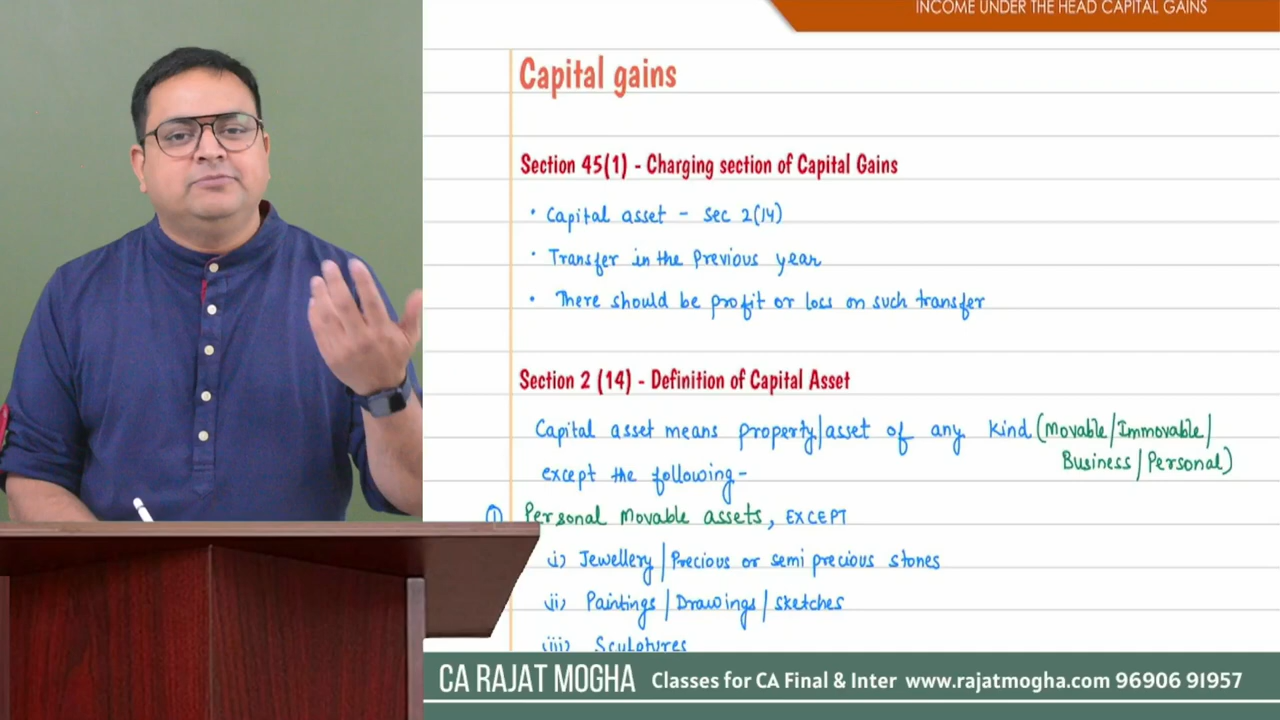 INCOME UNDER THE HEAD CAPITAL GAINS
Capital gains
Section 45(1) - Charging section of Capital Gains
• Capital asset - Sec 2(14)
• Transfer in the Previous year
• There should be profit or loss on such transfer
Section 2 (14) - Definition of Capital Asset
Capital asset means property/asset of any kind (Movable/Immovable/
Business/Personal)
except the following-
① Personal Movable assets, EXCEPT
i) Jewellery/Precious or semi precious stones
ii) Paintings/Drawings/sketches
iii) Sculptures
CA RAJAT MOGHA Classes for CA Final & Inter www.rajatmogha.com 96906 91957